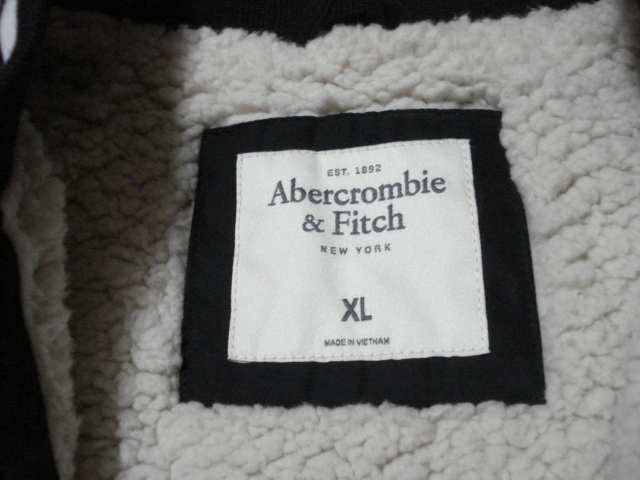 EST. 1892
Abercrombie
& Fitch
NEW YORK
XL
MADE IN VIETNAM